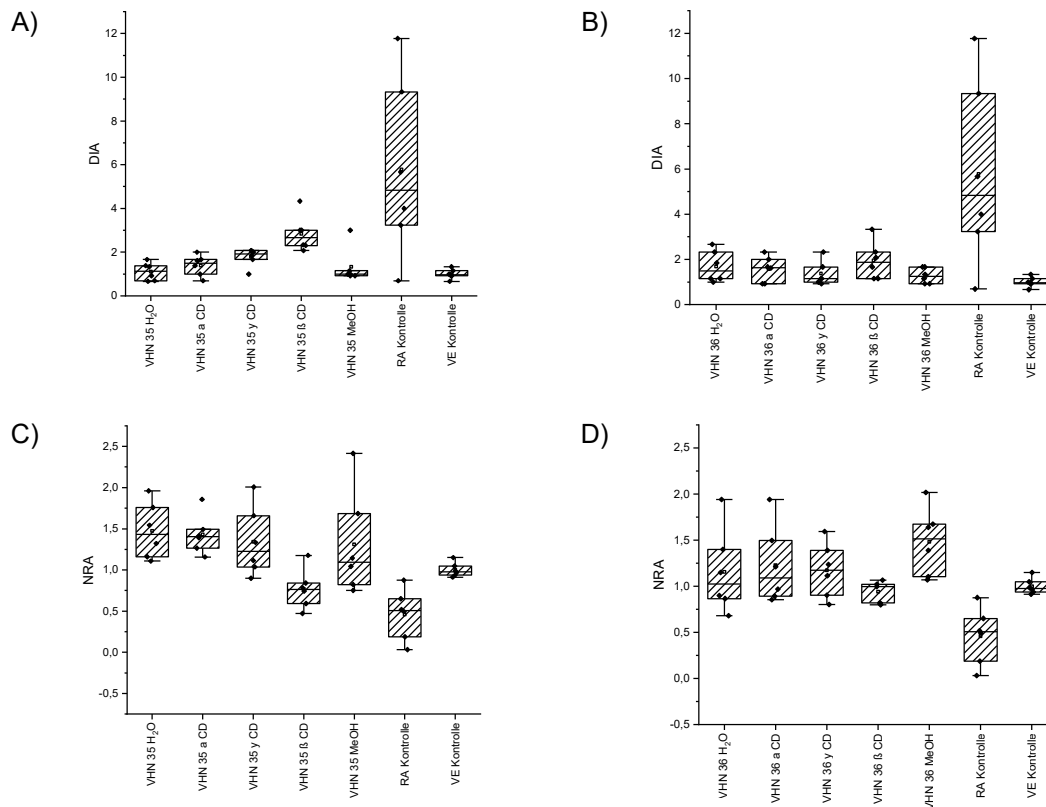 A)
DIA
12
10
8
6
4
2
0
VHN 35 H₂O
VHN 35 a CD
VHN 35 y CD
VHN 35 ß CD
VHN 35 MeOH
RA Kontrolle
VE Kontrolle
B)
DIA
12
10
8
6
4
2
0
VHN 36 H₂O
VHN 36 a CD
VHN 36 y CD
VHN 36 ß CD
VHN 36 MeOH
RA Kontrolle
VE Kontrolle
C)
NRA
2,5
2,0
1,5
1,0
0,5
0,0
-0,5
VHN 35 H₂O
VHN 35 a CD
VHN 35 y CD
VHN 35 ß CD
VHN 35 MeOH
RA Kontrolle
VE Kontrolle
D)
NRA
2,5
2,0
1,5
1,0
0,5
0,0
-0,5
VHN 36 H₂O
VHN 36 a CD
VHN 36 y CD
VHN 36 ß CD
VHN 36 MeOH
RA Kontrolle
VE Kontrolle